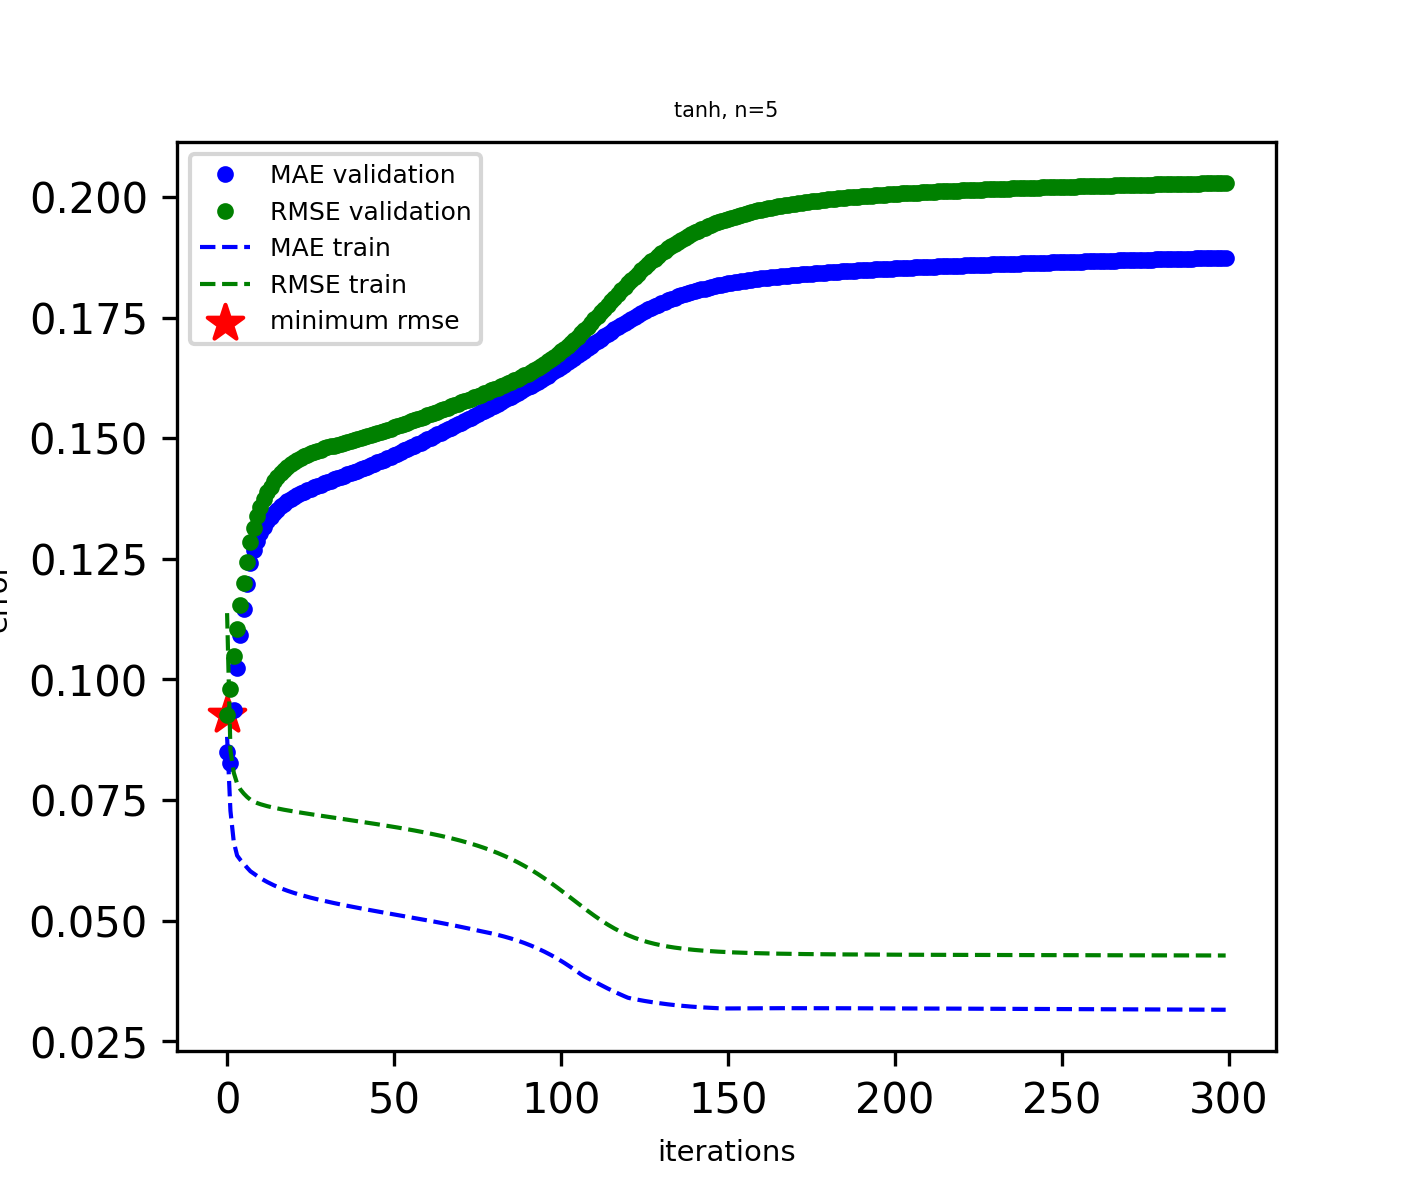 tanh, n=5
MAE validation
RMSE validation
MAE train
RMSE train
minimum rmse
0.200
0.175
0.150
0.125
0.100
0.075
0.050
0.025
0 50 100 150 200 250 300
iterations